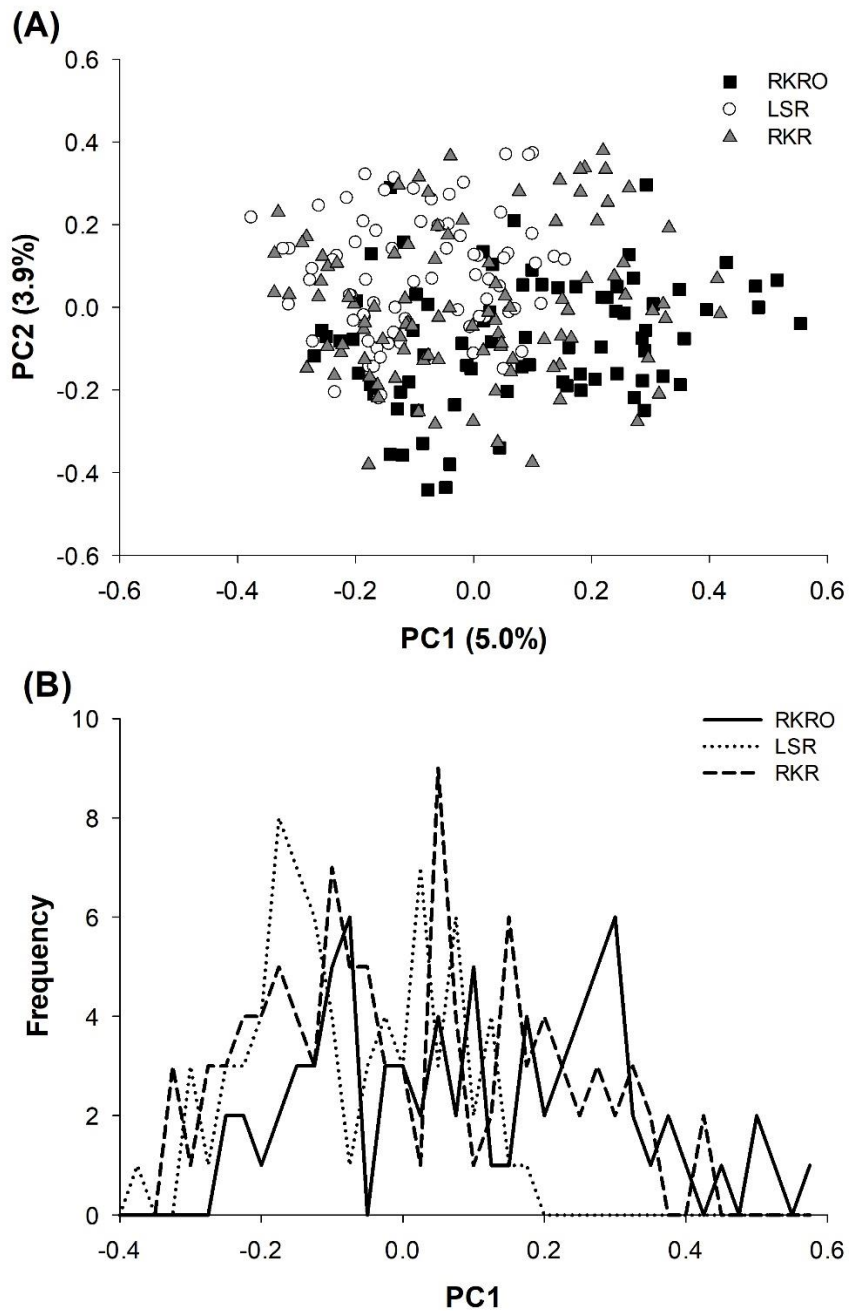 (A)
0.6
RKRO
LSR
RKR
0.4
0.2
0.0
-0.2
-0.4
-0.6
PC2 (3.9%)
-0.6 -0.4 -0.2 0.0 0.2 0.4 0.6
PC1 (5.0%)
(B)
10
RKRO
LSR
RKR
8
6
4
2
0
Frequency
-0.4 -0.2 0.0 0.2 0.4 0.6
PC1